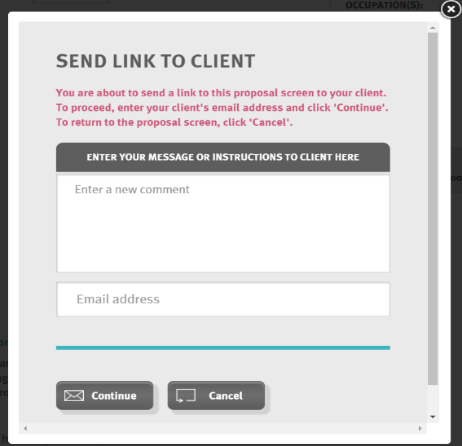 OCCUPATION(S):
SEND LINK TO CLIENT
You are about to send a link to this proposal screen to your client.
To proceed, enter your client's email address and click 'Continue'.
To return to the proposal screen, click 'Cancel'.
ENTER YOUR MESSAGE OR INSTRUCTIONS TO CLIENT HERE
Enter a new comment
Email address
Continue Cancel